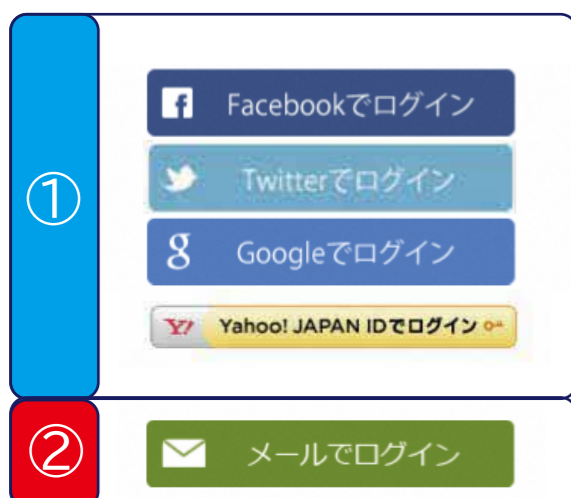 ①
Facebookでログイン
Twitterでログイン
Googleでログイン
Y! Yahoo! JAPAN IDでログイン
②
メールでログイン